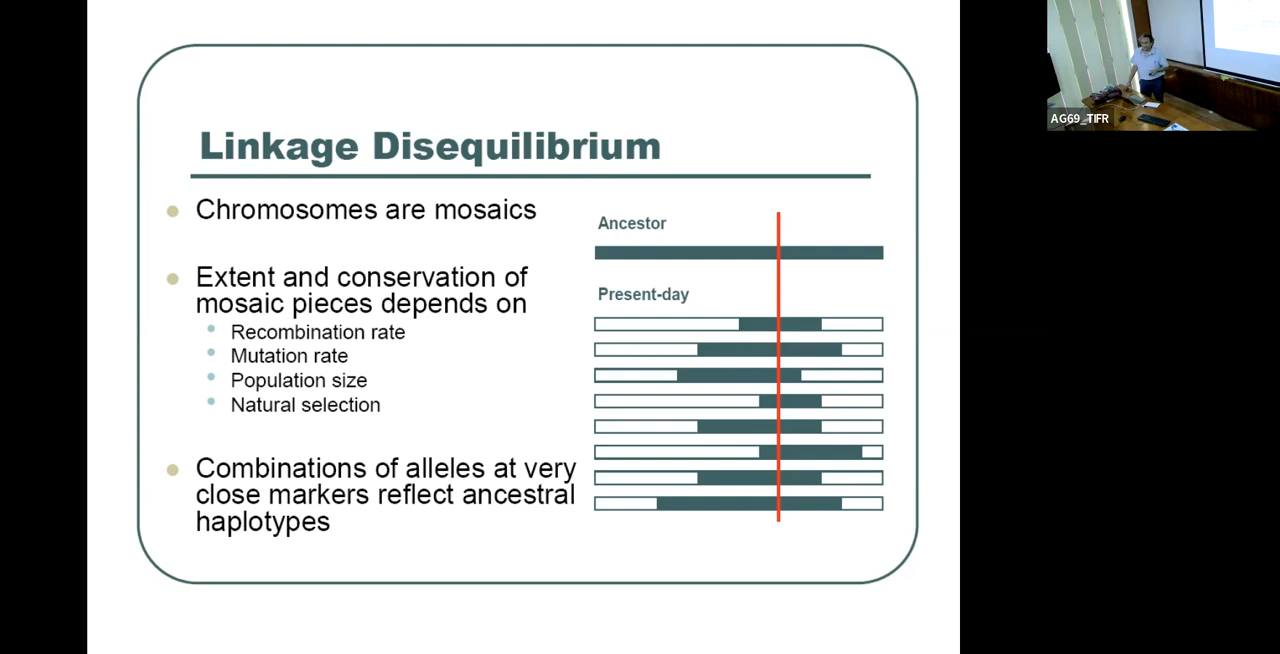 Linkage Disequilibrium
Chromosomes are mosaics
Extent and conservation of
mosaic pieces depends on
Recombination rate
Mutation rate
Population size
Natural selection
Combinations of alleles at very
close markers reflect ancestral
haplotypes
Ancestor
Present-day
AG69_TIFR